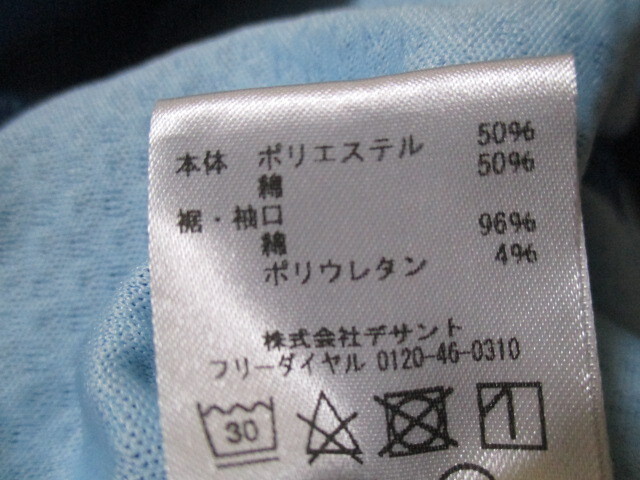 本体 ポリエステル 50%
綿 50%
裾・袖口
綿 96%
ポリウレタン 4%
株式会社デサント
フリーダイヤル 0120-46-0310
30